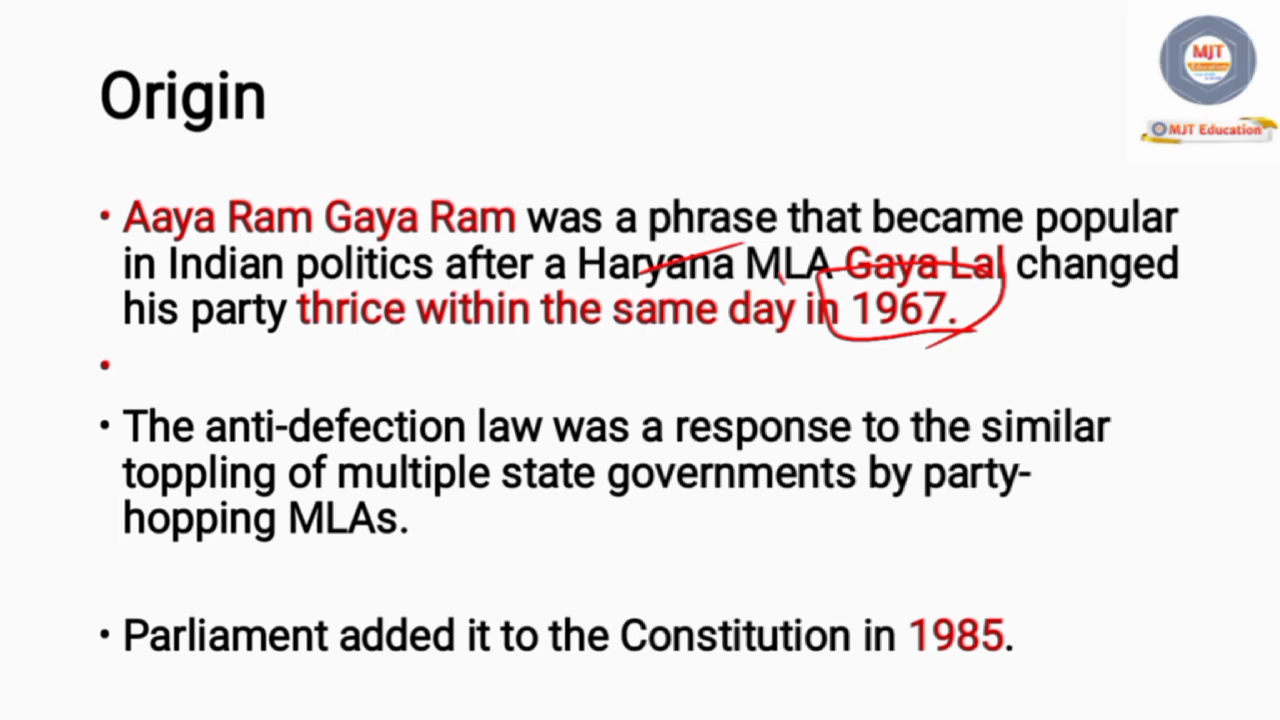 MJT
Education
MJT Education
Origin
• Aaya Ram Gaya Ram was a phrase that became popular
in Indian politics after a Haryana MLA Gaya Lal changed
his party thrice within the same day in 1967.
•
• The anti-defection law was a response to the similar
toppling of multiple state governments by party-
hopping MLAs.
• Parliament added it to the Constitution in 1985.